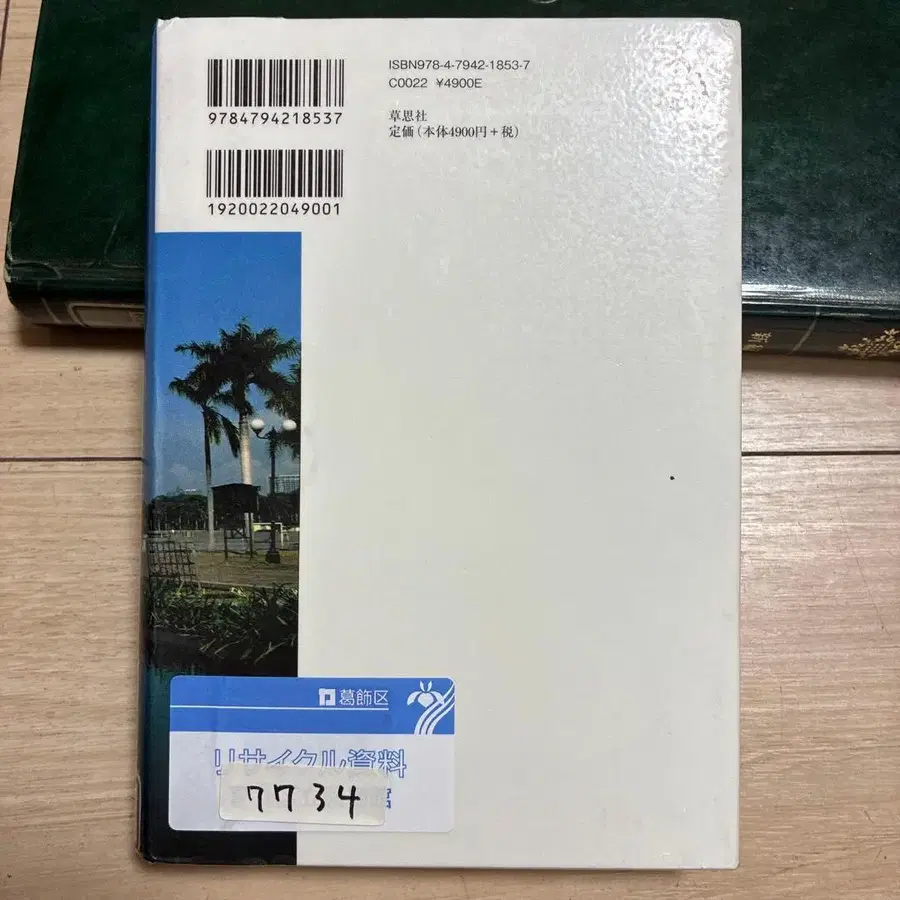 ISBN978-4-7942-1853-7
C0022 ¥4900E
9784794218537
草思社
定価(本体4900円+税)
1920022049001
葛飾区
リサイクル資料
7734
館